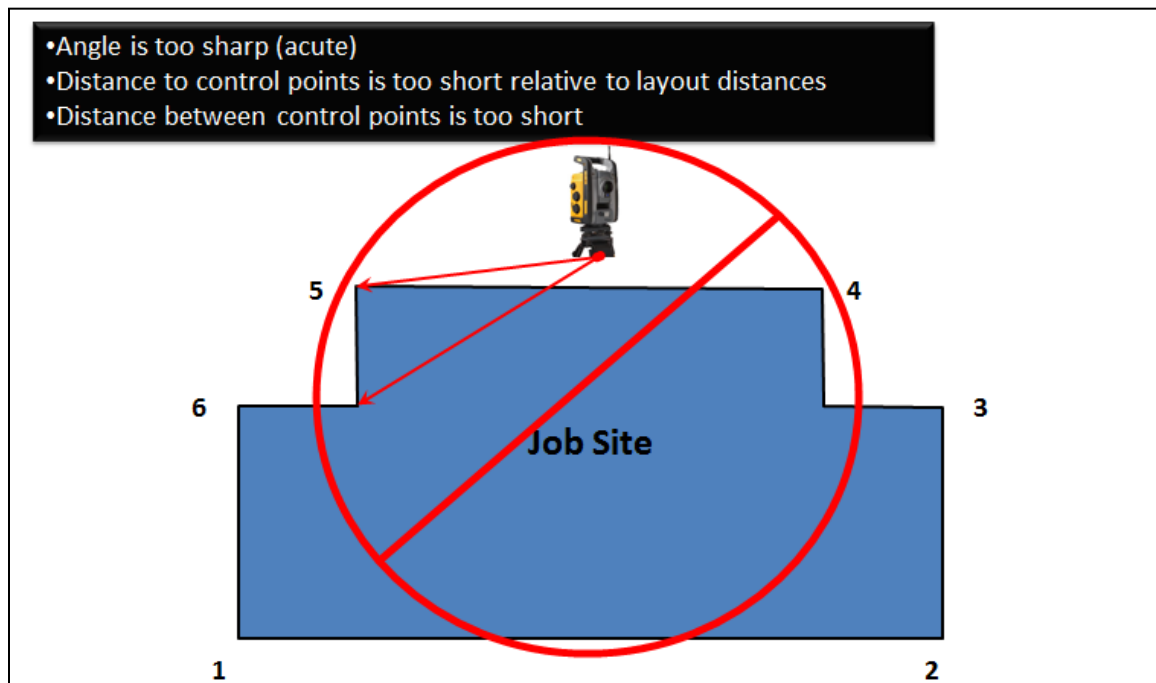 •Angle is too sharp (acute)
•Distance to control points is too short relative to layout distances
•Distance between control points is too short
5
4
6
3
Job Site
1
2